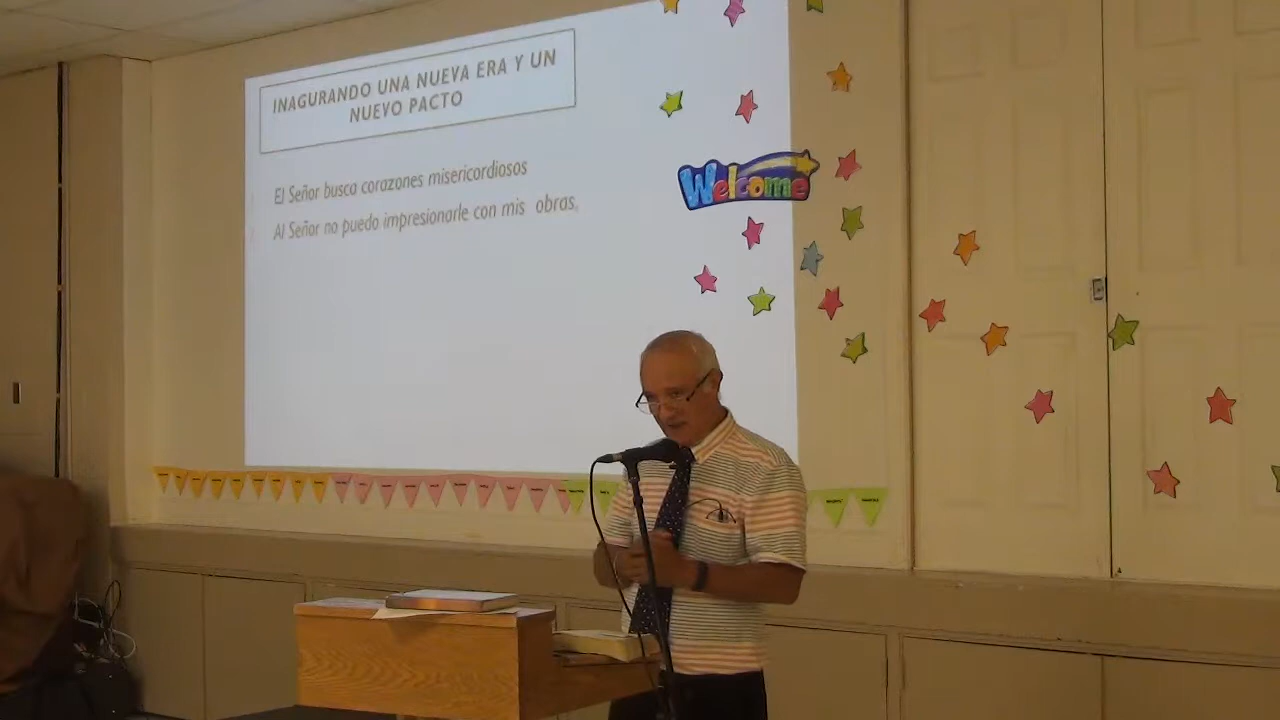 INAGURANDO UNA NUEVA ERA Y UN
NUEVO PACTO
El Señor busca corazones misericordiosos
Al Señor no puedo impresionarle con mis obras.
Welcome